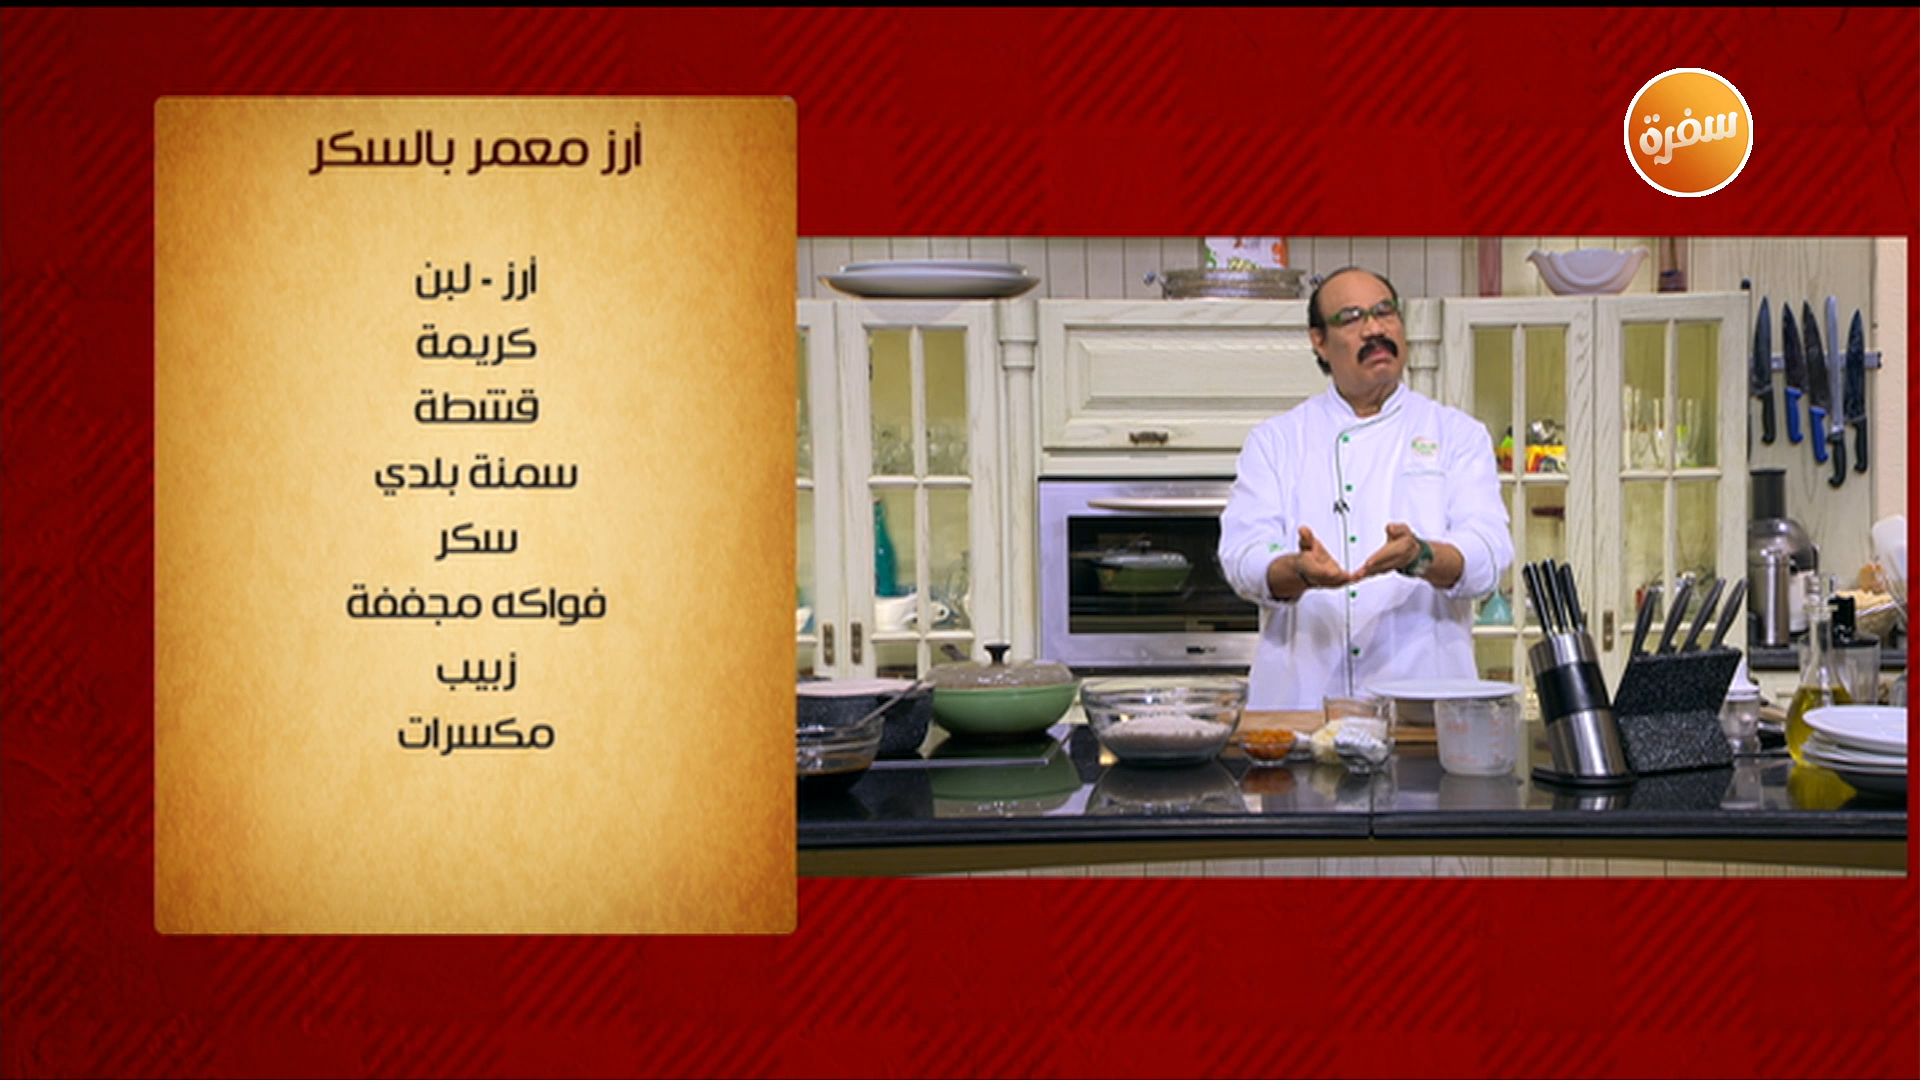 أرز معمر بالسكر
أرز - لبن
كريمة
قشطة
سمنة بلدي
سكر
فواكه مجففة
زبيب
مكسرات
سفرة